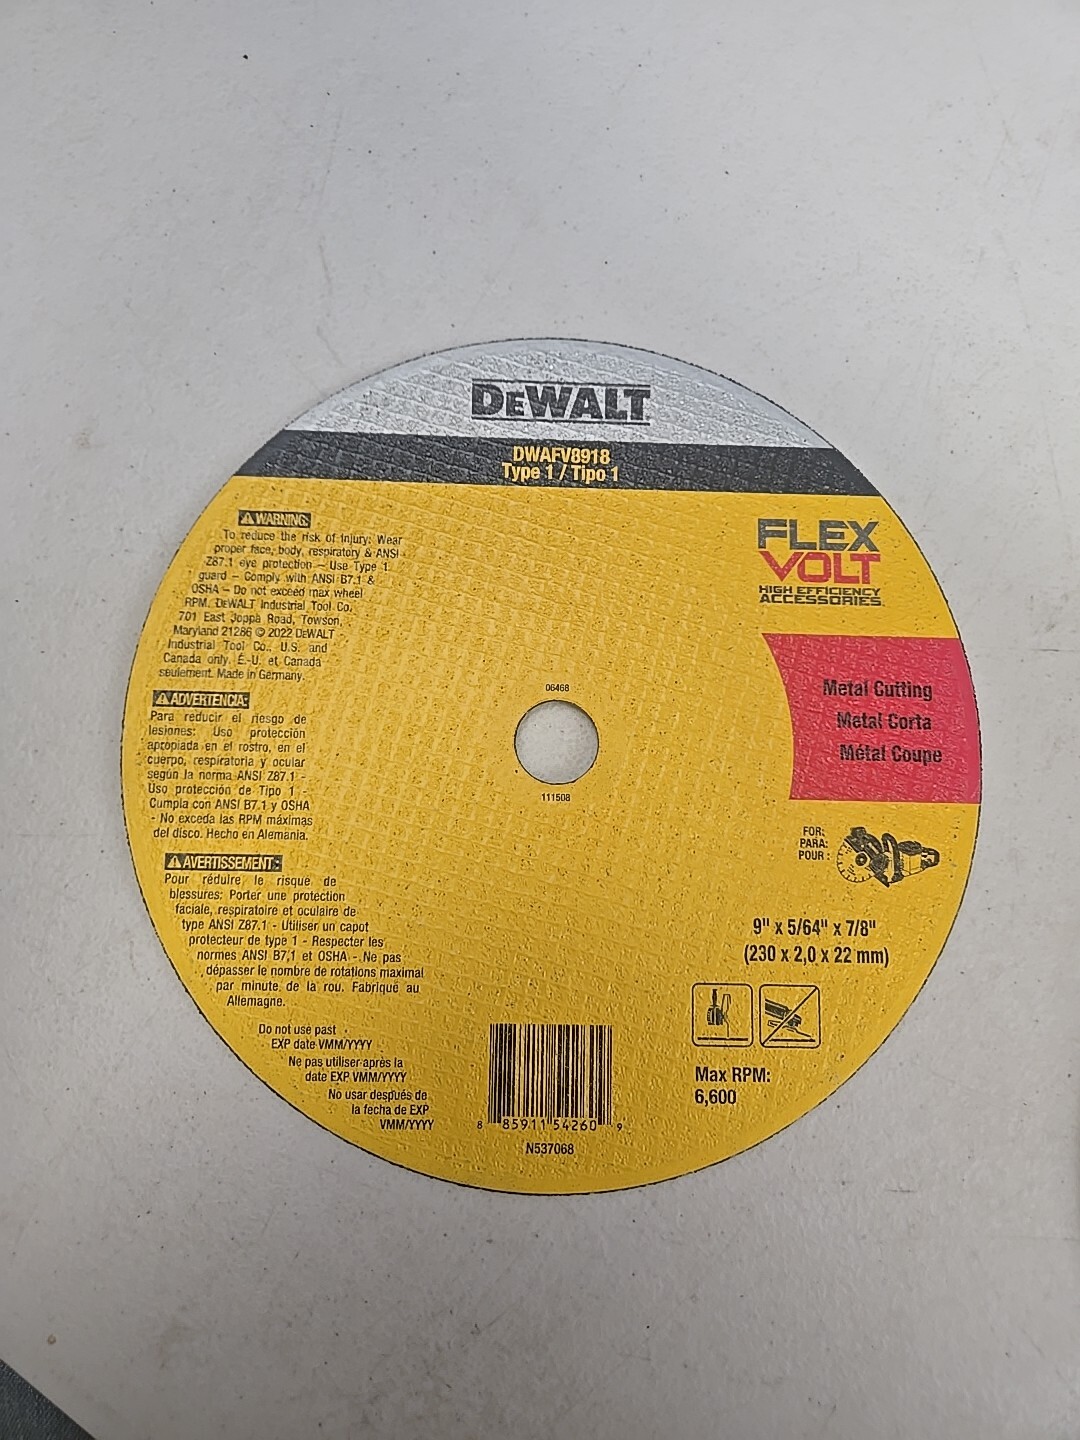 DEWALT
DWAFV8918
Type 1 / Tipo 1
WARNING:
To reduce the risk of injury: Wear
proper face, body, respiratory & ANSI
Z87.1 eye protection – Use Type 1
guard – Comply with ANSI B7.1 &
OSHA – Do not exceed max wheel
RPM. DEWALT Industrial Tool Co.
701 East Joppa Road, Towson,
Maryland 21286 © 2022 DEWALT
Industrial Tool Co., U.S. and
Canada only. É.-U. et Canada
seulement. Made in Germany.
ADVERTENCIA:
Para reducir el riesgo de
lesiones: Uso protección
apropiada en el rostro, en el
cuerpo, respiratoria y ocular
según la norma ANSI Z87.1 -
Uso protección de Tipo 1 -
Cumpla con ANSI B7.1 y OSHA
- No exceda las RPM máximas
del disco. Hecho en Alemania.
AVERTISSEMENT:
Pour réduire le risque de
blessures: Porter une protection
faciale, respiratoire et oculaire de
type ANSI Z87.1 - Utiliser un capot
protecteur de type 1 - Respecter les
normes ANSI B7.1 et OSHA - Ne pas
dépasser le nombre de rotations maximal
par minute de la rou. Fabriqué au
Allemagne.
Do not use past
EXP date VMM/YYYY
Ne pas utiliser après la
date EXP VMM/YYYY
No usar después de
la fecha de EXP
VMM/YYYY
06468
111508
FLEX
VOLT
HIGH EFFICIENCY
ACCESSORIES
Metal Cutting
Metal Corta
Métal Coupe
FOR:
PARA:
POUR :
9" x 5/64" x 7/8"
(230 x 2,0 x 22 mm)
Max RPM:
6,600
8 85911 54260 9
N537068